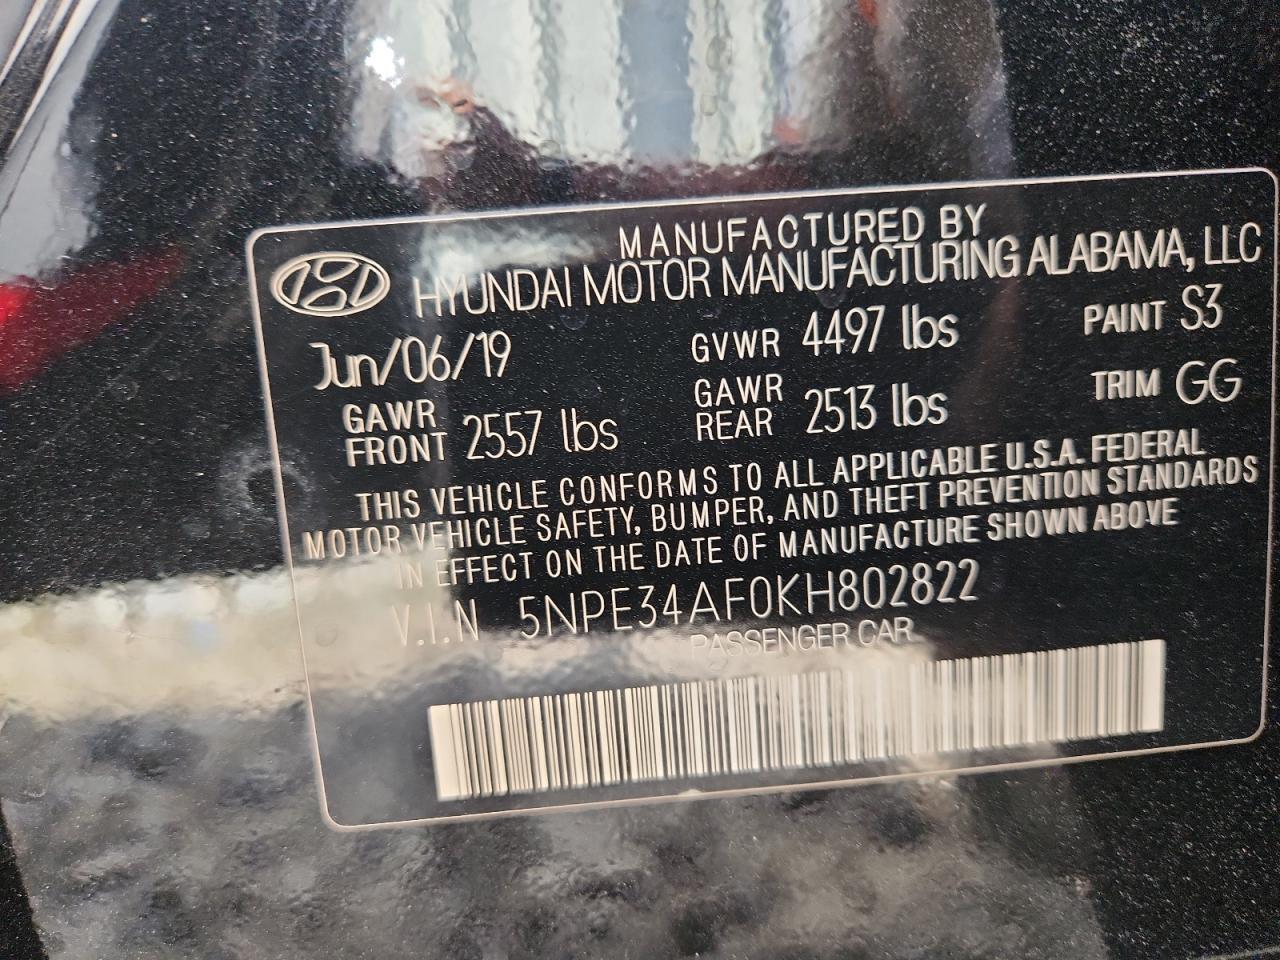 MANUFACTURED BY
HYUNDAI MOTOR MANUFACTURING ALABAMA, LLC
Jun/06/19 GVWR 4497 lbs PAINT S3
GAWR FRONT 2557 lbs GAWR REAR 2513 lbs TRIM GG
THIS VEHICLE CONFORMS TO ALL APPLICABLE U.S.A. FEDERAL
MOTOR VEHICLE SAFETY, BUMPER, AND THEFT PREVENTION STANDARDS
IN EFFECT ON THE DATE OF MANUFACTURE SHOWN ABOVE
V.I.N 5NPE34AF0KH802822
PASSENGER CAR